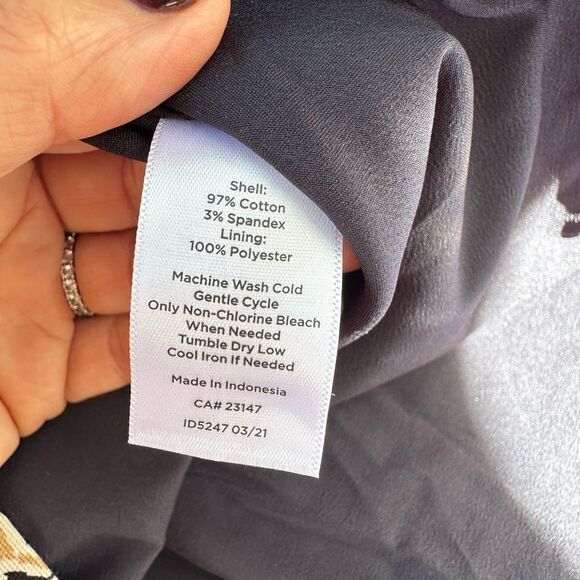 Shell:
97% Cotton
3% Spandex
Lining:
100% Polyester
Machine Wash Cold
Gentle Cycle
Only Non-Chlorine Bleach
When Needed
Tumble Dry Low
Cool Iron If Needed
Made In Indonesia
CA# 23147
ID5247 03/21